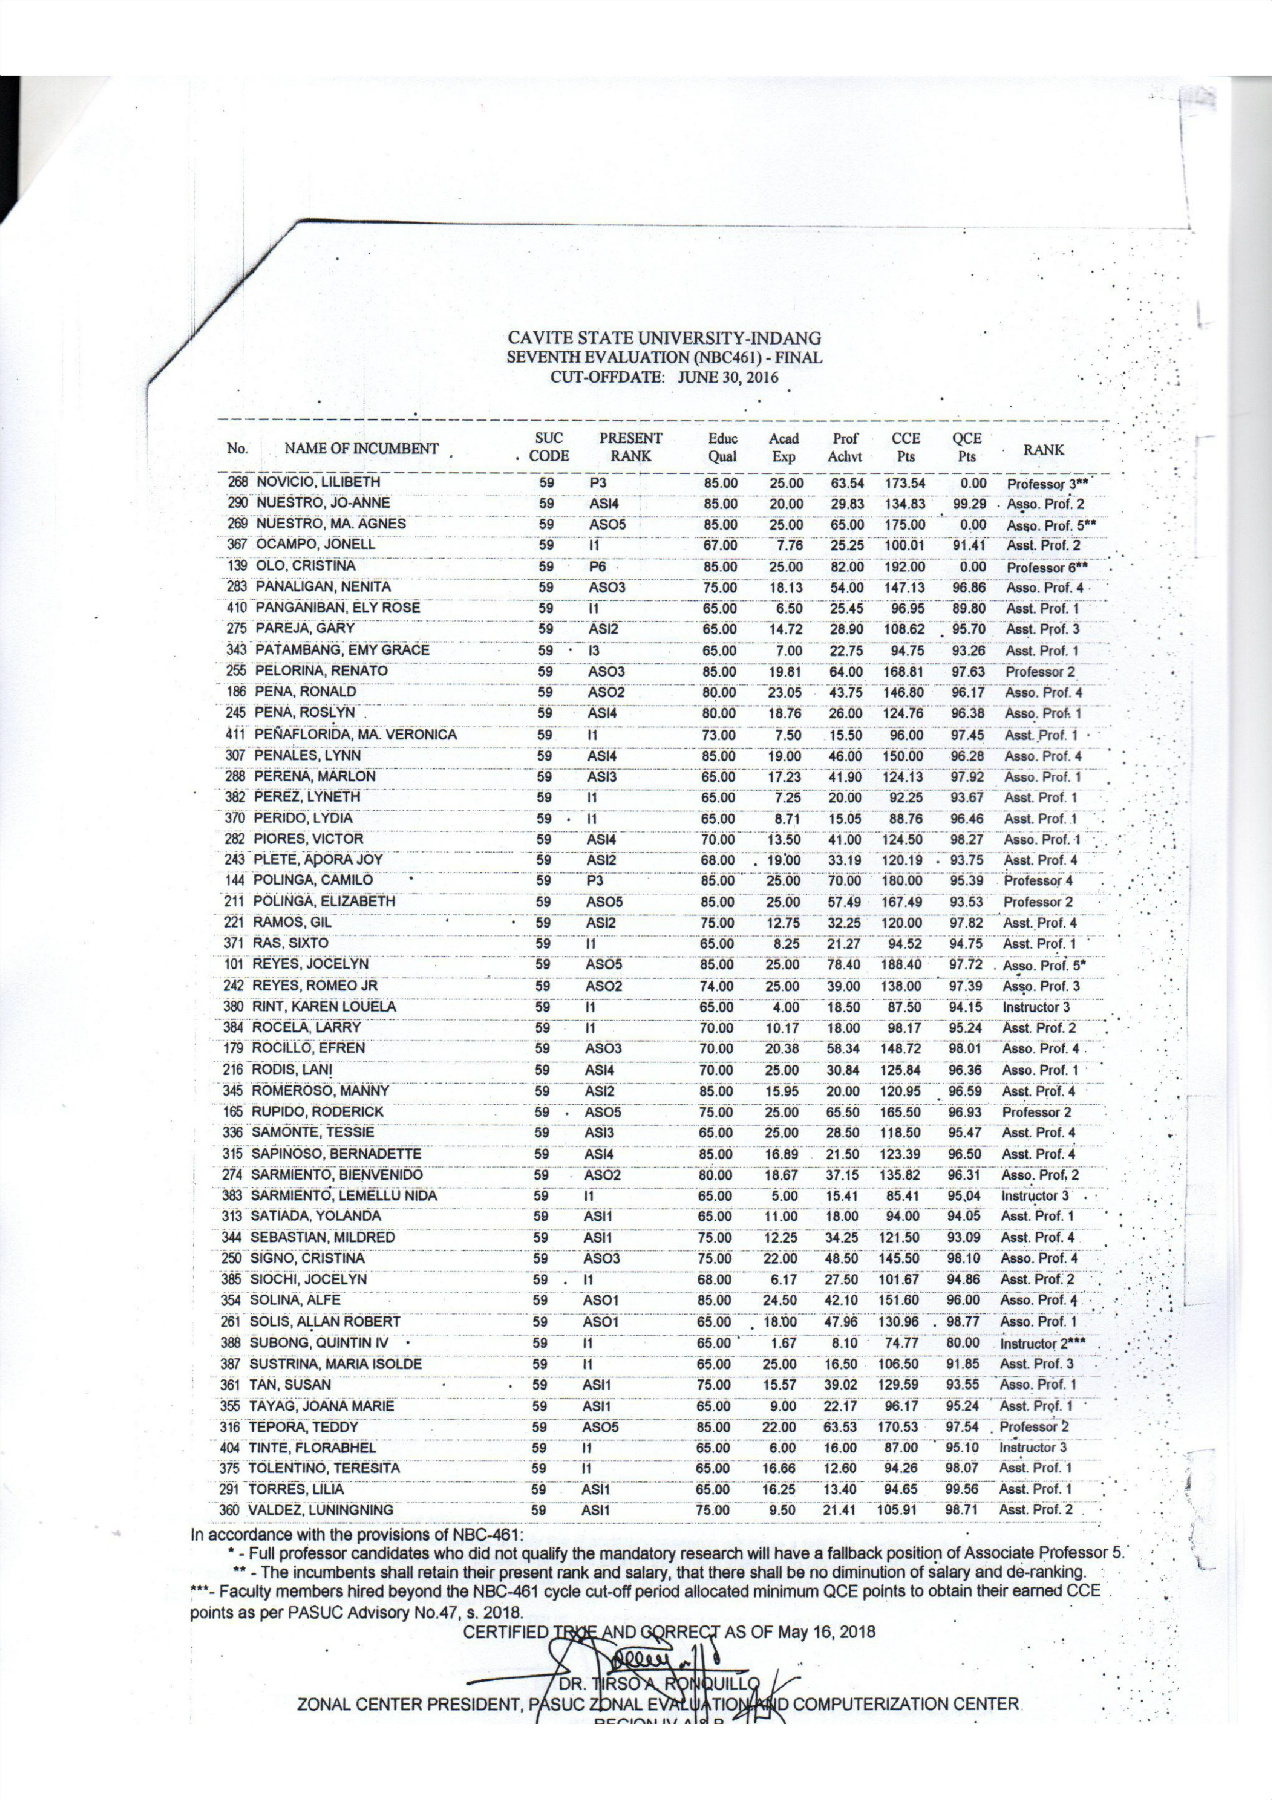 CAVITE STATE UNIVERSITY-INDANG
SEVENTH EVALUATION (NBC461) - FINAL
CUT-OFFDATE: JUNE 30, 2016
No. NAME OF INCUMBENT SUC CODE PRESENT RANK Educ Qual Acad Exp Prof Achvt CCE Pts QCE Pts RANK
268 NOVICIO, LILIBETH 59 P3 85.00 25.00 63.54 173.54 0.00 Professor 3**
290 NUESTRO, JO-ANNE 59 ASI4 85.00 20.00 29.83 134.83 99.29 Asso. Prof. 2
269 NUESTRO, MA. AGNES 59 ASO5 85.00 25.00 65.00 175.00 0.00 Asso. Prof. 5**
367 OCAMPO, JONELL 59 I1 67.00 7.76 25.25 100.01 91.41 Asst. Prof. 2
139 OLO, CRISTINA 59 P6 85.00 25.00 82.00 192.00 0.00 Professor 6**
283 PANALIGAN, NENITA 59 ASO3 75.00 18.13 54.00 147.13 96.86 Asso. Prof. 4
410 PANGANIBAN, ELY ROSE 59 I1 65.00 6.50 25.45 96.95 89.80 Asst. Prof. 1
275 PAREJA, GARY 59 ASI2 65.00 14.72 28.90 108.62 95.70 Asst. Prof. 3
343 PATAMBANG, EMY GRACE 59 I3 65.00 7.00 22.75 94.75 93.26 Asst. Prof. 1
255 PELORINA, RENATO 59 ASO3 85.00 19.81 64.00 168.81 97.63 Professor 2
186 PENA, RONALD 59 ASO2 80.00 23.05 43.75 146.80 96.17 Asso. Prof. 4
245 PENA, ROSLYN 59 ASI4 80.00 18.76 26.00 124.76 96.38 Asso. Prof. 1
411 PEÑAFLORIDA, MA. VERONICA 59 I1 73.00 7.50 15.50 96.00 97.45 Asst. Prof. 1
307 PENALES, LYNN 59 ASI4 85.00 19.00 46.00 150.00 96.28 Asso. Prof. 4
288 PERENA, MARLON 59 ASI3 65.00 17.23 41.90 124.13 97.92 Asso. Prof. 1
382 PEREZ, LYNETH 59 I1 65.00 7.25 20.00 92.25 93.67 Asst. Prof. 1
370 PERIDO, LYDIA 59 I1 65.00 8.71 15.05 88.76 96.46 Asst. Prof. 1
282 PIORES, VICTOR 59 ASI4 70.00 13.50 41.00 124.50 98.27 Asso. Prof. 1
243 PLETE, ADORA JOY 59 ASI2 68.00 19.00 33.19 120.19 93.75 Asst. Prof. 4
144 POLINGA, CAMILO 59 P3 85.00 25.00 70.00 180.00 95.39 Professor 4
211 POLINGA, ELIZABETH 59 ASO5 85.00 25.00 57.49 167.49 93.53 Professor 2
221 RAMOS, GIL 59 ASI2 75.00 12.75 32.25 120.00 97.82 Asst. Prof. 4
371 RAS, SIXTO 59 I1 65.00 8.25 21.27 94.52 94.75 Asst. Prof. 1
101 REYES, JOCELYN 59 ASO5 85.00 25.00 78.40 188.40 97.72 Asso. Prof. 5*
242 REYES, ROMEO JR 59 ASO2 74.00 25.00 39.00 138.00 97.39 Asso. Prof. 3
380 RINT, KAREN LOUELA 59 I1 65.00 4.00 18.50 87.50 94.15 Instructor 3
384 ROCELA, LARRY 59 I1 70.00 10.17 18.00 98.17 95.24 Asst. Prof. 2
179 ROCILLO, EFREN 59 ASO3 70.00 20.38 58.34 148.72 98.01 Asso. Prof. 4
216 RODIS, LANI 59 ASI4 70.00 25.00 30.84 125.84 96.36 Asso. Prof. 1
345 ROMEROSO, MANNY 59 ASI2 85.00 15.95 20.00 120.95 96.59 Asst. Prof. 4
165 RUPIDO, RODERICK 59 ASO5 75.00 25.00 65.50 165.50 96.93 Professor 2
336 SAMONTE, TESSIE 59 ASI3 65.00 25.00 28.50 118.50 95.47 Asst. Prof. 4
315 SAPINOSO, BERNADETTE 59 ASI4 85.00 16.89 21.50 123.39 96.50 Asst. Prof. 4
274 SARMIENTO, BIENVENIDO 59 ASO2 80.00 18.67 37.15 135.82 96.31 Asso. Prof. 2
383 SARMIENTO, LEMELLU NIDA 59 I1 65.00 5.00 15.41 85.41 95.04 Instructor 3
313 SATIADA, YOLANDA 59 ASI1 65.00 11.00 18.00 94.00 94.05 Asst. Prof. 1
344 SEBASTIAN, MILDRED 59 ASI1 75.00 12.25 34.25 121.50 93.09 Asst. Prof. 4
250 SIGNO, CRISTINA 59 ASO3 75.00 22.00 48.50 145.50 98.10 Asso. Prof. 4
385 SIOCHI, JOCELYN 59 I1 68.00 6.17 27.50 101.67 94.86 Asst. Prof. 2
354 SOLINA, ALFE 59 ASO1 85.00 24.50 42.10 151.60 96.00 Asso. Prof. 4
261 SOLIS, ALLAN ROBERT 59 ASO1 65.00 18.00 47.96 130.96 98.77 Asso. Prof. 1
388 SUBONG, QUINTIN IV 59 I1 65.00 1.67 8.10 74.77 80.00 Instructor 2***
387 SUSTRINA, MARIA ISOLDE 59 I1 65.00 25.00 16.50 106.50 91.85 Asst. Prof. 3
361 TAN, SUSAN 59 ASI1 75.00 15.57 39.02 129.59 93.55 Asso. Prof. 1
355 TAYAG, JOANA MARIE 59 ASI1 65.00 9.00 22.17 96.17 95.24 Asst. Prof. 1
316 TEPORA, TEDDY 59 ASO5 85.00 22.00 63.53 170.53 97.54 Professor 2
404 TINTE, FLORABHEL 59 I1 65.00 6.00 16.00 87.00 95.10 Instructor 3
375 TOLENTINO, TERESITA 59 I1 65.00 16.66 12.60 94.26 98.07 Asst. Prof. 1
291 TORRES, LILIA 59 ASI1 65.00 16.25 13.40 94.65 99.56 Asst. Prof. 1
360 VALDEZ, LUNINGNING 59 ASI1 75.00 9.50 21.41 105.91 98.71 Asst. Prof. 2
In accordance with the provisions of NBC-461:
* - Full professor candidates who did not qualify the mandatory research will have a fallback position of Associate Professor 5.
** - The incumbents shall retain their present rank and salary, that there shall be no diminution of salary and de-ranking.
***- Faculty members hired beyond the NBC-461 cycle cut-off period allocated minimum QCE points to obtain their earned CCE
points as per PASUC Advisory No.47, s. 2018.
CERTIFIED TRUE AND CORRECT AS OF May 16, 2018
DR. TIRSO A. RONQUILLO
ZONAL CENTER PRESIDENT, PASUC ZONAL EVALUATION AND COMPUTERIZATION CENTER
REGION IV A & B